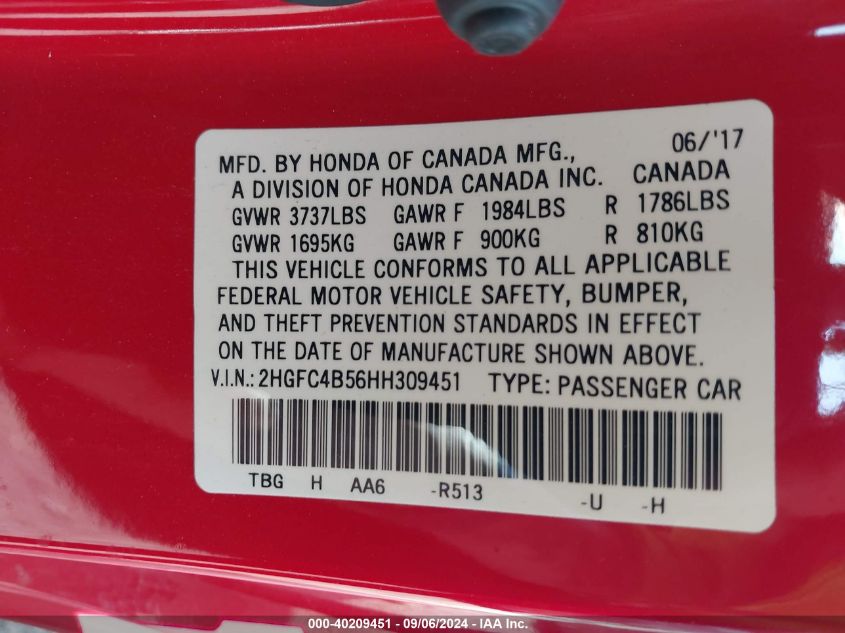 06/'17
MFD. BY HONDA OF CANADA MFG.,
A DIVISION OF HONDA CANADA INC. CANADA
GVWR 3737LBS GAWR F 1984LBS R 1786LBS
GVWR 1695KG GAWR F 900KG R 810KG
THIS VEHICLE CONFORMS TO ALL APPLICABLE
FEDERAL MOTOR VEHICLE SAFETY, BUMPER,
AND THEFT PREVENTION STANDARDS IN EFFECT
ON THE DATE OF MANUFACTURE SHOWN ABOVE.
V.I.N.: 2HGFC4B56HH309451 TYPE: PASSENGER CAR
TBG H AA6 -R513 -U -H
000-40209451 - 09/06/2024 - IAA Inc.